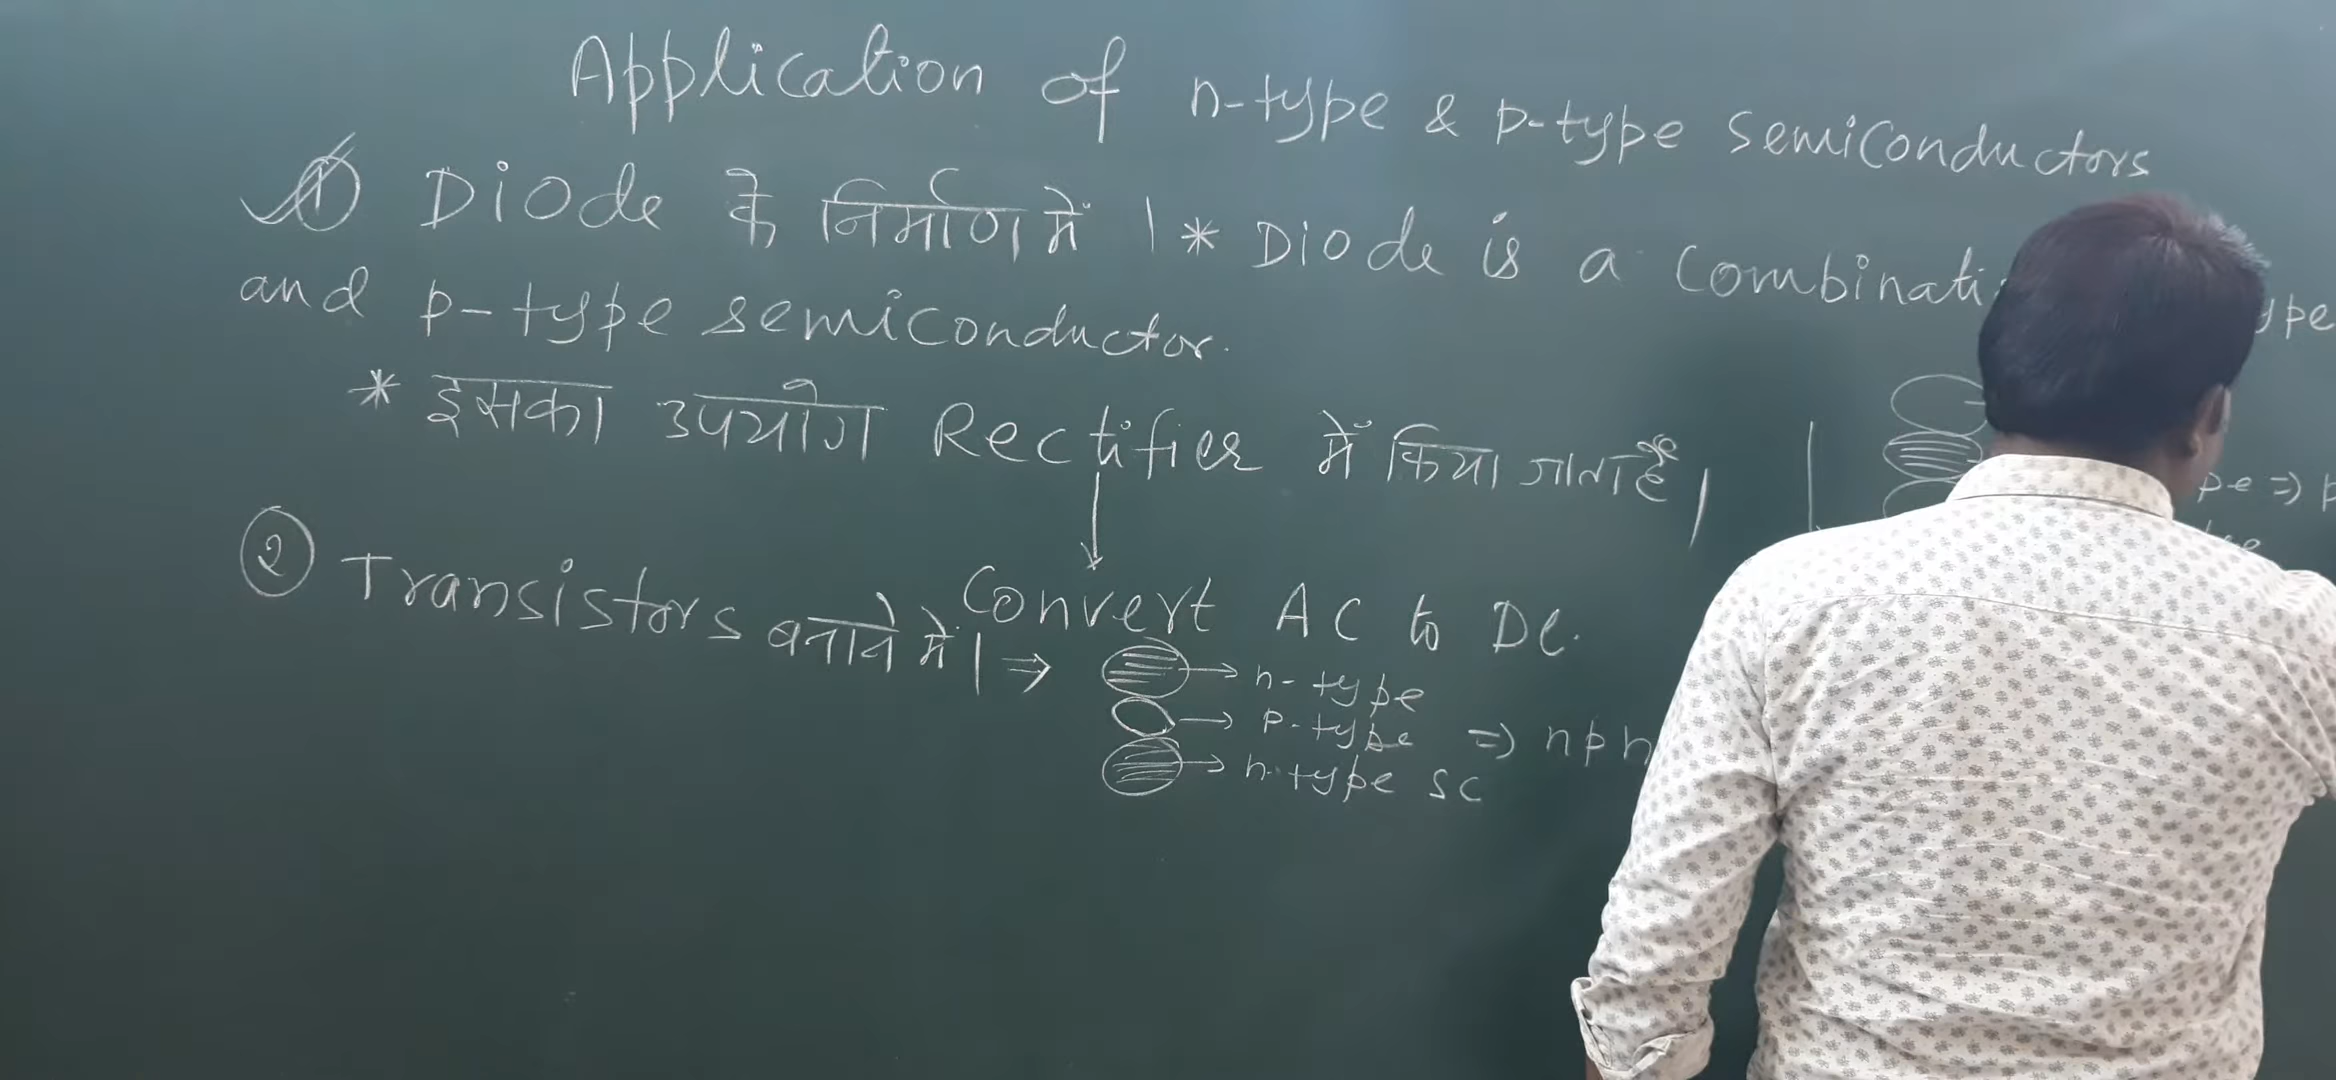 Application of n-type & p-type semiconductors
① Diode के निर्माण में । * Diode is a
and p-type semiconductor.
* इसका उपयोग Rectifier में किया जाता है ।
Convert AC to DC.
② Transistors बनाने में । ⇒
→ n-type
→ p-type ⇒ npn
→ n-type sc